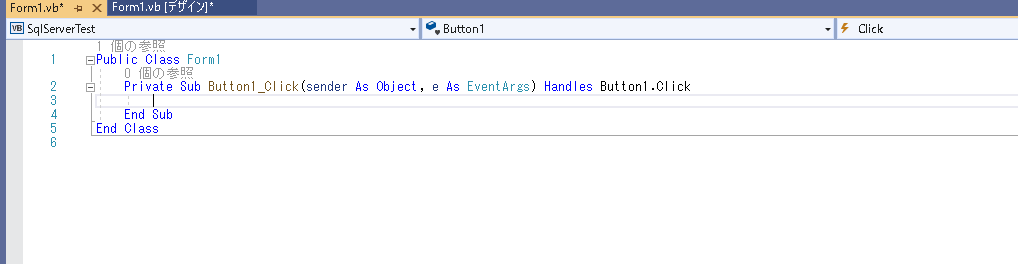 Form1.vb* Form1.vb [デザイン]*
VB SqlServerTest Button1 Click
1 個の参照
1 Public Class Form1
0 個の参照
2 Private Sub Button1_Click(sender As Object, e As EventArgs) Handles Button1.Click
3
4 End Sub
5 End Class
6